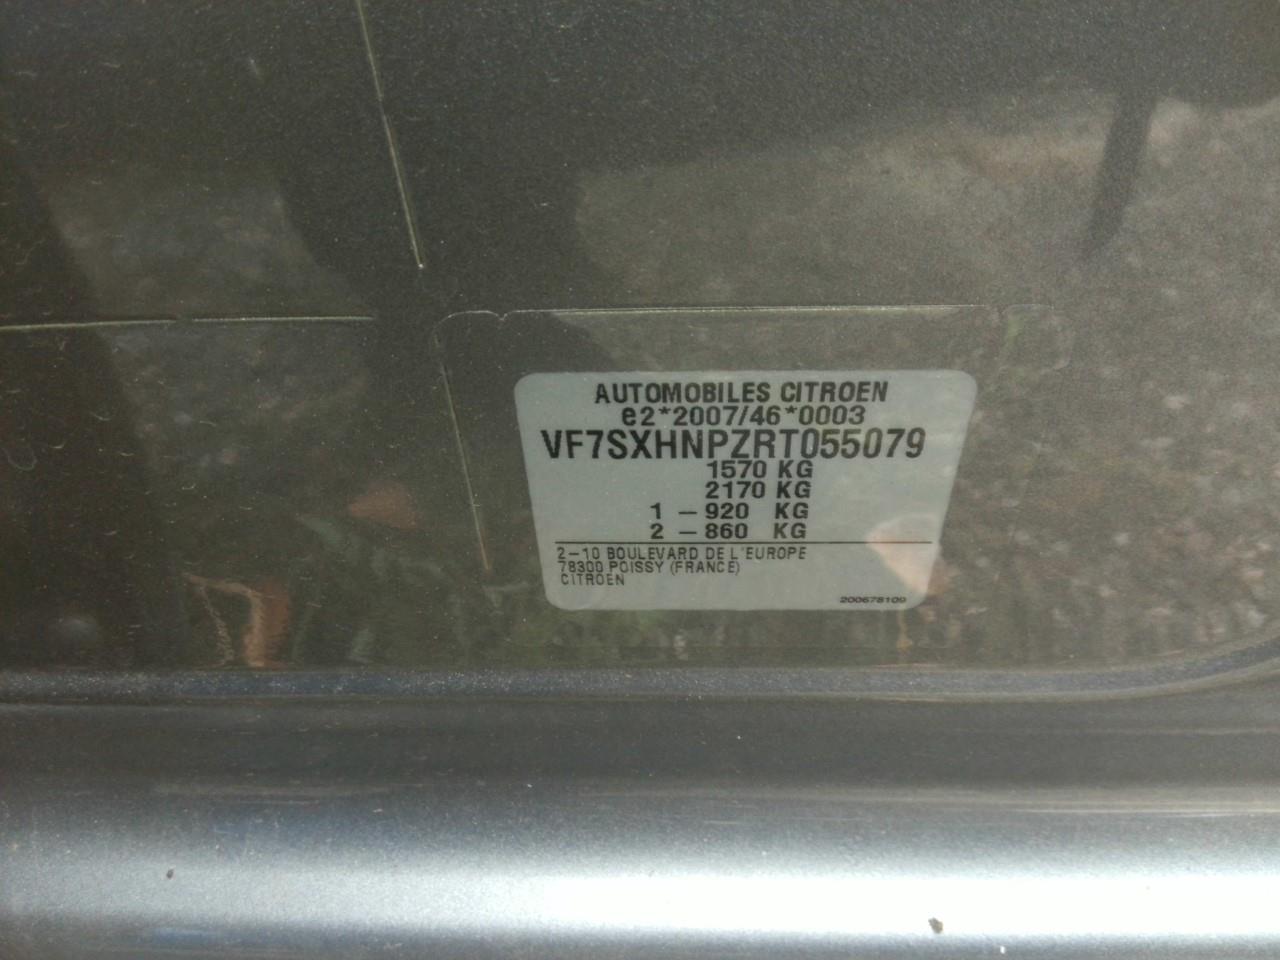 AUTOMOBILES CITROEN
e2*2007/46*0003
VF7SXHNPZRT055079
1570 KG
2170 KG
1 – 920 KG
2 – 860 KG
2–10 BOULEVARD DE L'EUROPE
78300 POISSY (FRANCE)
CITROEN
200678109